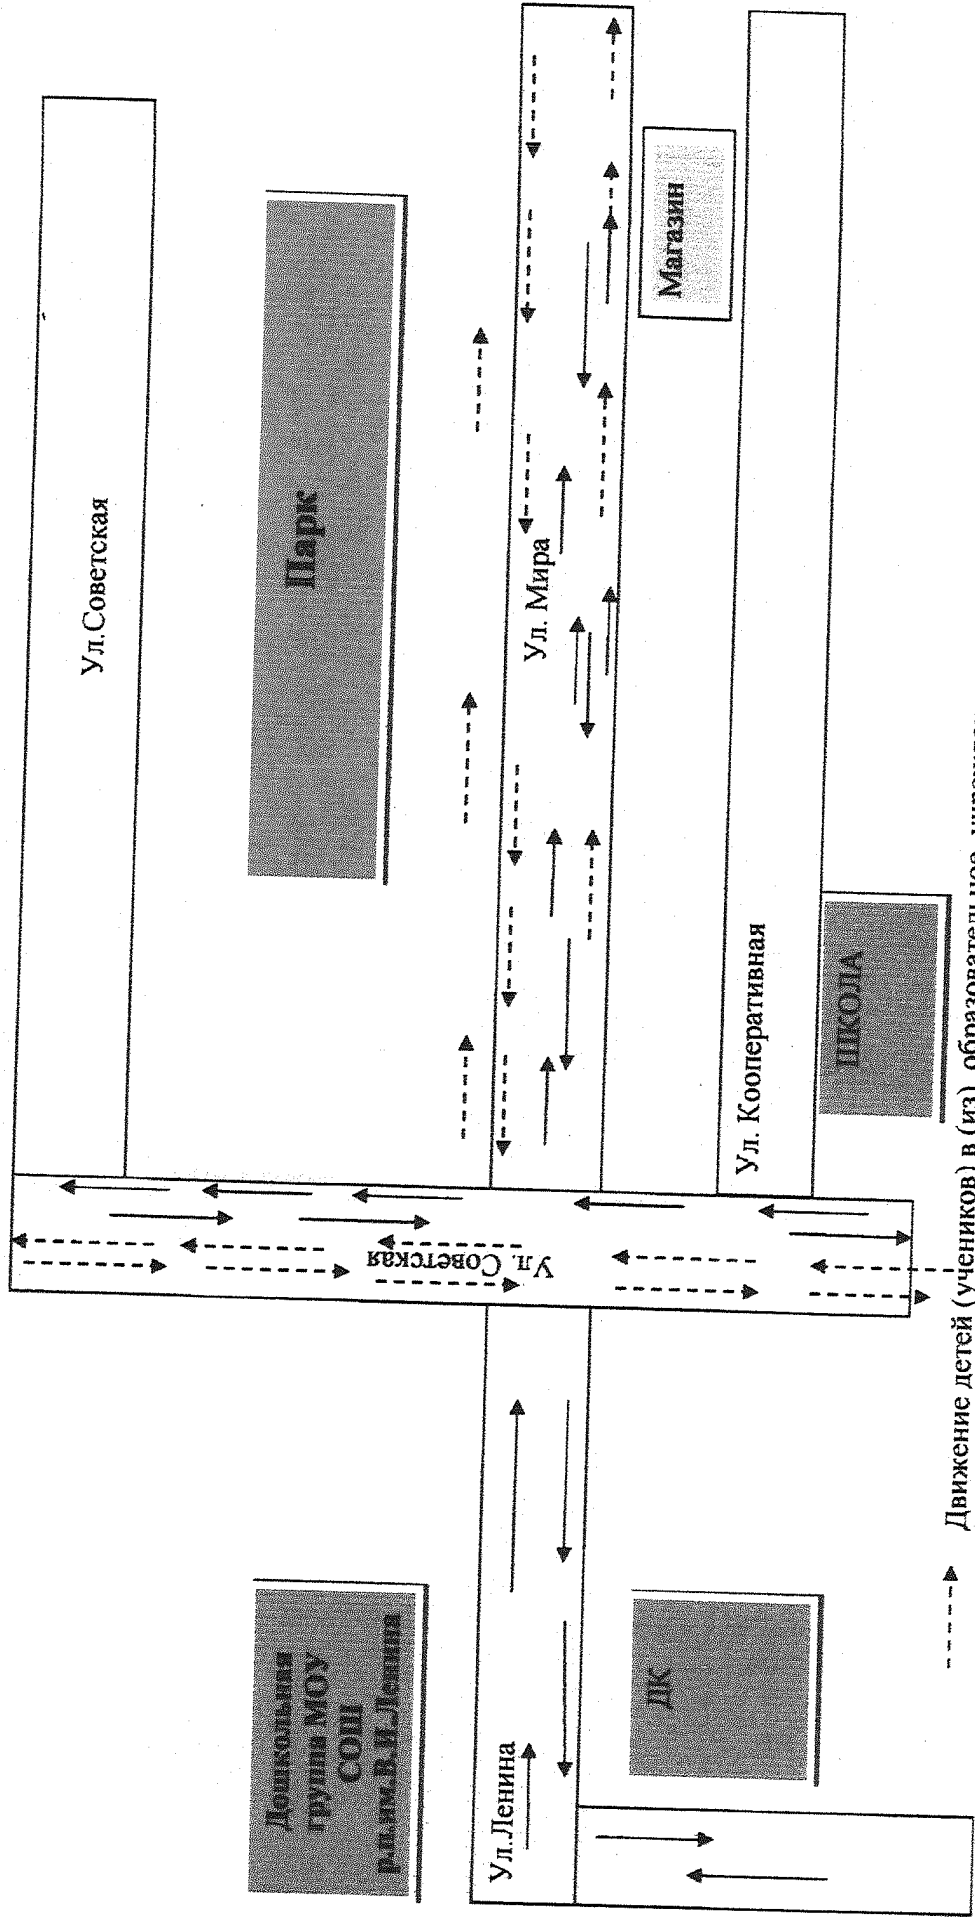 Ул.Советская
Парк
Ул. Мира
Магазин
Ул. Кооперативная
ШКОЛА
Ул. Советская
Дошкольная
группа МОУ
СОШ
р.п.им.В.И.Ленина
Ул.Ленина
ДК
Движение детей (учеников) в (из) образовательное